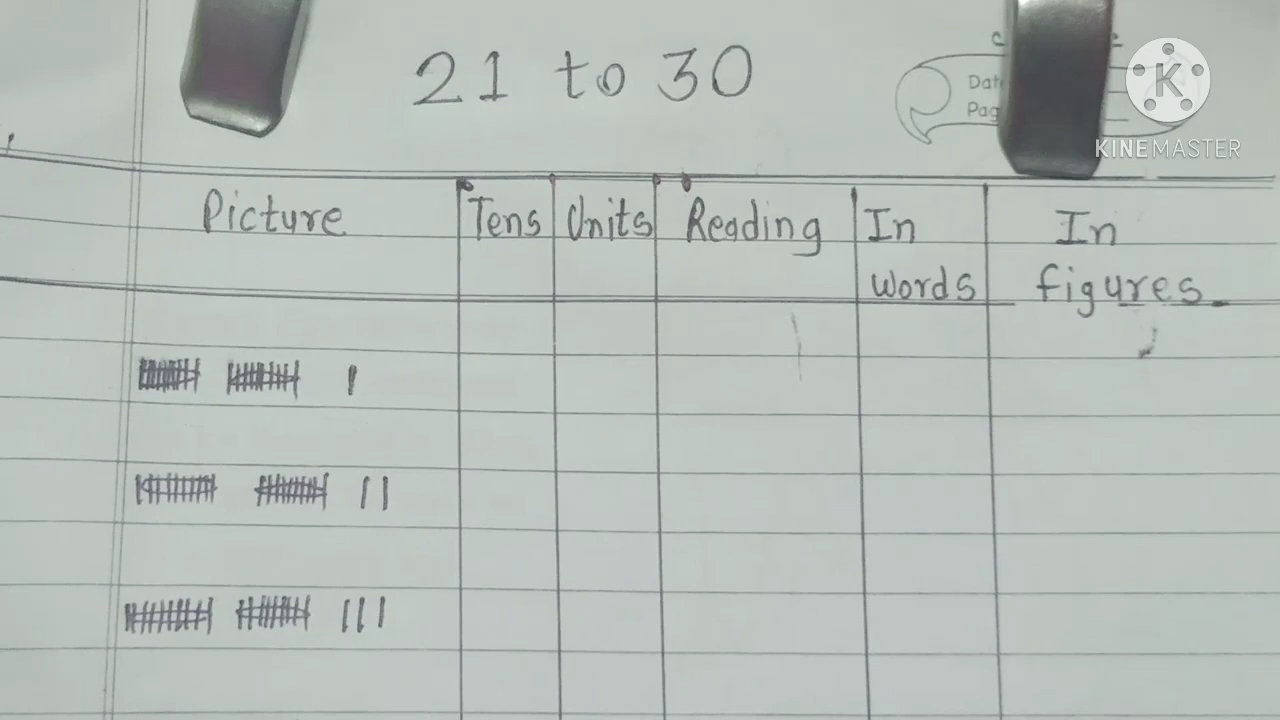 21 to 30
Dat
Pag
KINEMASTER
Picture Tens Units Reading In words In figures